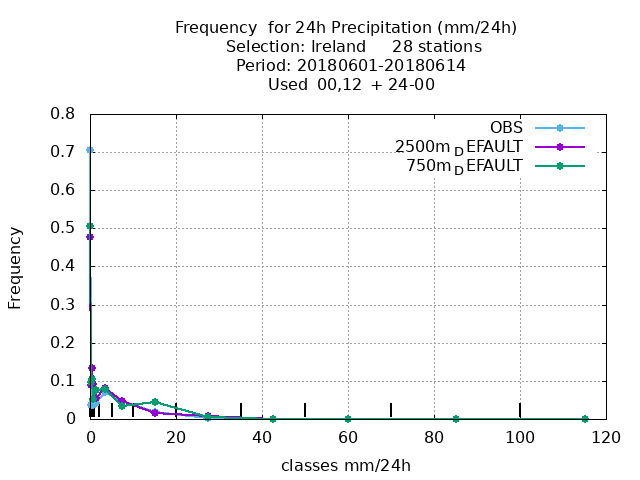 Frequency  for 24h Precipitation (mm/24h)
Selection: Ireland     28 stations
Period: 20180601-20180614
Used  00,12  + 24-00
OBS
2500m_DEFAULT
750m_DEFAULT
0.8
0.7
0.6
0.5
0.4
0.3
0.2
0.1
0
Frequency
0 20 40 60 80 100 120
classes mm/24h